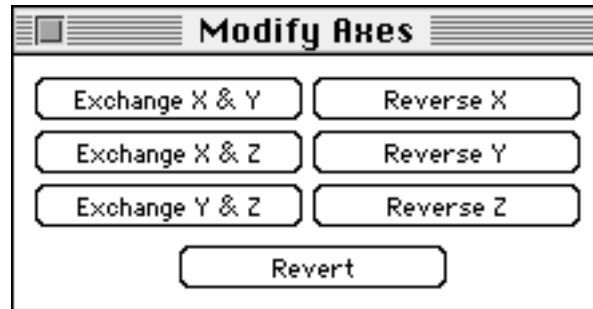 Modify Axes
Exchange X & Y
Reverse X
Exchange X & Z
Reverse Y
Exchange Y & Z
Reverse Z
Revert